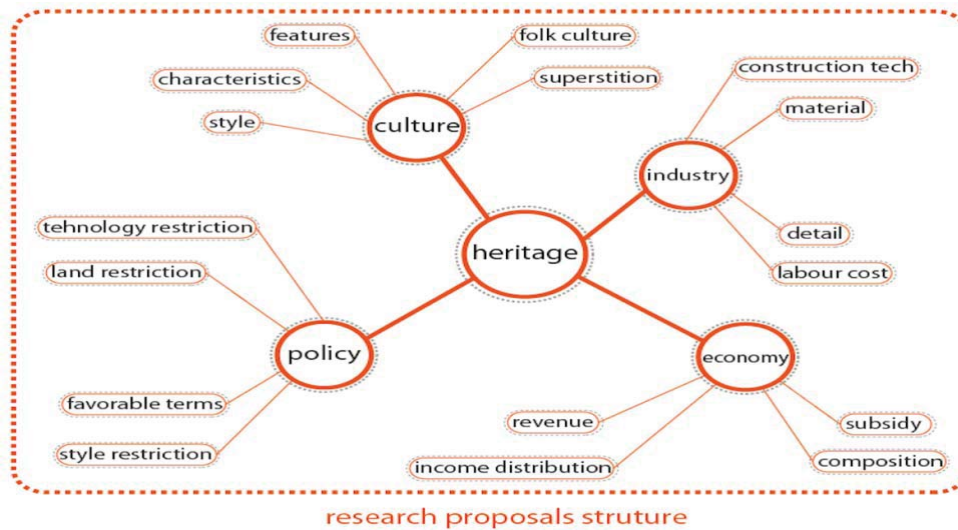 features
folk culture
characteristics
superstition
style
culture
construction tech
material
industry
detail
labour cost
heritage
tehnology restriction
land restriction
policy
favorable terms
style restriction
economy
revenue
subsidy
income distribution
composition
research proposals struture